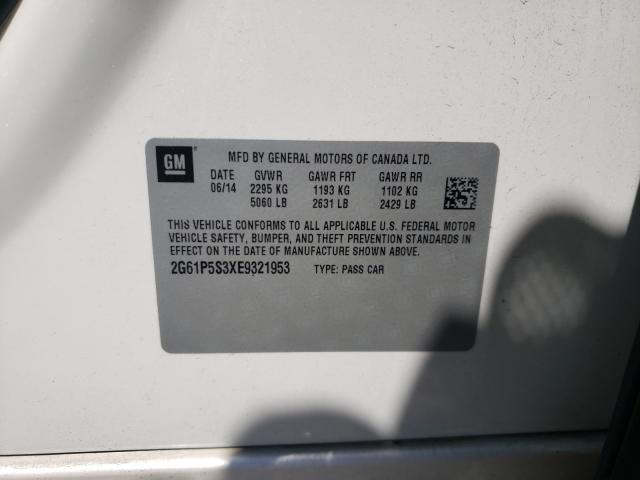 GM ® MFD BY GENERAL MOTORS OF CANADA LTD.
DATE GVWR GAWR FRT GAWR RR
06/14 2295 KG 1193 KG 1102 KG
5060 LB 2631 LB 2429 LB
THIS VEHICLE CONFORMS TO ALL APPLICABLE U.S. FEDERAL MOTOR
VEHICLE SAFETY, BUMPER, AND THEFT PREVENTION STANDARDS IN
EFFECT ON THE DATE OF MANUFACTURE SHOWN ABOVE.
2G61P5S3XE9321953 TYPE: PASS CAR